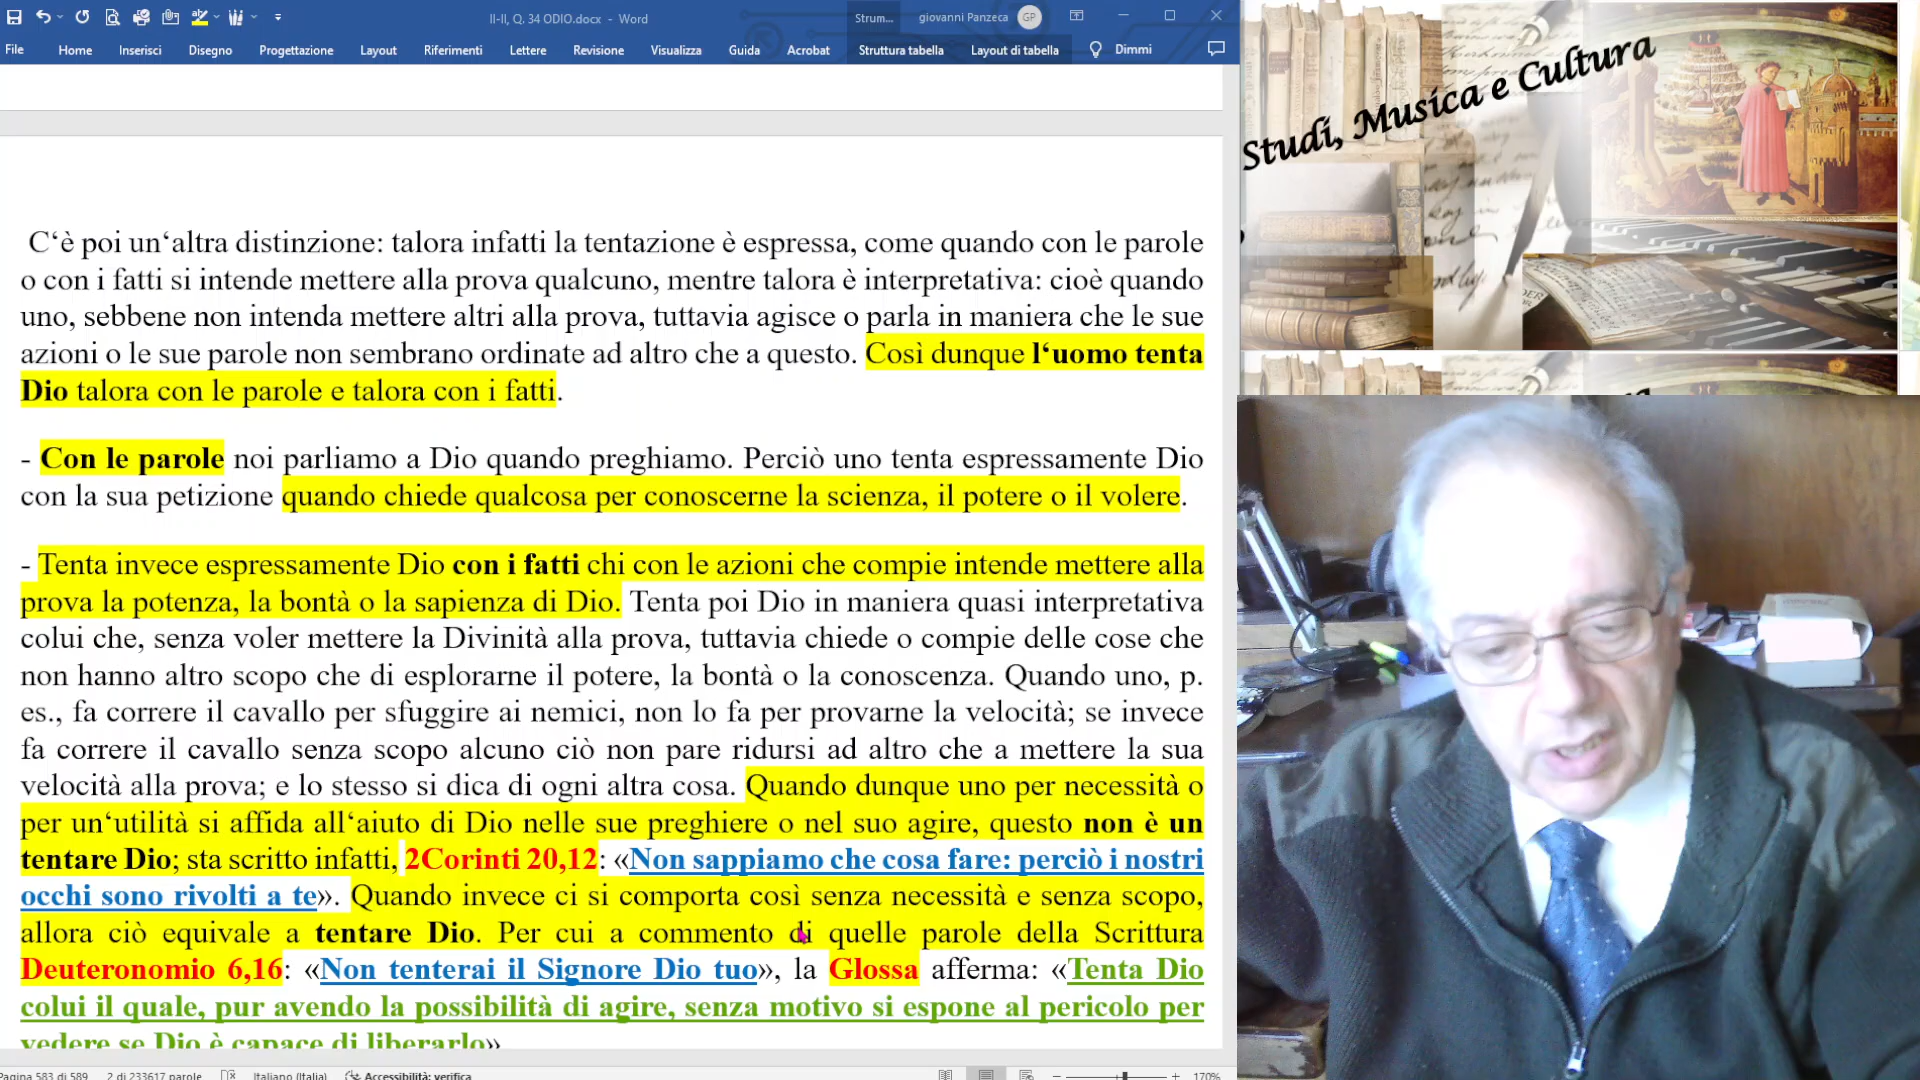 II-II, Q. 34 ODIO.docx - Word
Strum...
giovanni Panzeca
GP
File
Home
Inserisci
Disegno
Progettazione
Layout
Riferimenti
Lettere
Revisione
Visualizza
Guida
Acrobat
Struttura tabella
Layout di tabella
Dimmi
Studi, Musica e Cultura
C‘è poi un‘altra distinzione: talora infatti la tentazione è espressa, come quando con le parole
o con i fatti si intende mettere alla prova qualcuno, mentre talora è interpretativa: cioè quando
uno, sebbene non intenda mettere altri alla prova, tuttavia agisce o parla in maniera che le sue
azioni o le sue parole non sembrano ordinate ad altro che a questo. Così dunque l‘uomo tenta
Dio talora con le parole e talora con i fatti.
- Con le parole noi parliamo a Dio quando preghiamo. Perciò uno tenta espressamente Dio
con la sua petizione quando chiede qualcosa per conoscerne la scienza, il potere o il volere.
- Tenta invece espressamente Dio con i fatti chi con le azioni che compie intende mettere alla
prova la potenza, la bontà o la sapienza di Dio. Tenta poi Dio in maniera quasi interpretativa
colui che, senza voler mettere la Divinità alla prova, tuttavia chiede o compie delle cose che
non hanno altro scopo che di esplorarne il potere, la bontà o la conoscenza. Quando uno, p.
es., fa correre il cavallo per sfuggire ai nemici, non lo fa per provarne la velocità; se invece
fa correre il cavallo senza scopo alcuno ciò non pare ridursi ad altro che a mettere la sua
velocità alla prova; e lo stesso si dica di ogni altra cosa. Quando dunque uno per necessità o
per un‘utilità si affida all‘aiuto di Dio nelle sue preghiere o nel suo agire, questo non è un
tentare Dio; sta scritto infatti, 2Corinti 20,12: «Non sappiamo che cosa fare: perciò i nostri
occhi sono rivolti a te». Quando invece ci si comporta così senza necessità e senza scopo,
allora ciò equivale a tentare Dio. Per cui a commento di quelle parole della Scrittura
Deuteronomio 6,16: «Non tenterai il Signore Dio tuo», la Glossa afferma: «Tenta Dio
colui il quale, pur avendo la possibilità di agire, senza motivo si espone al pericolo per
vedere se Dio è capace di liberarlo»
Pagina 583 di 589
2 di 233617 parole
Italiano (Italia)
Accessibilità: verifica
170%